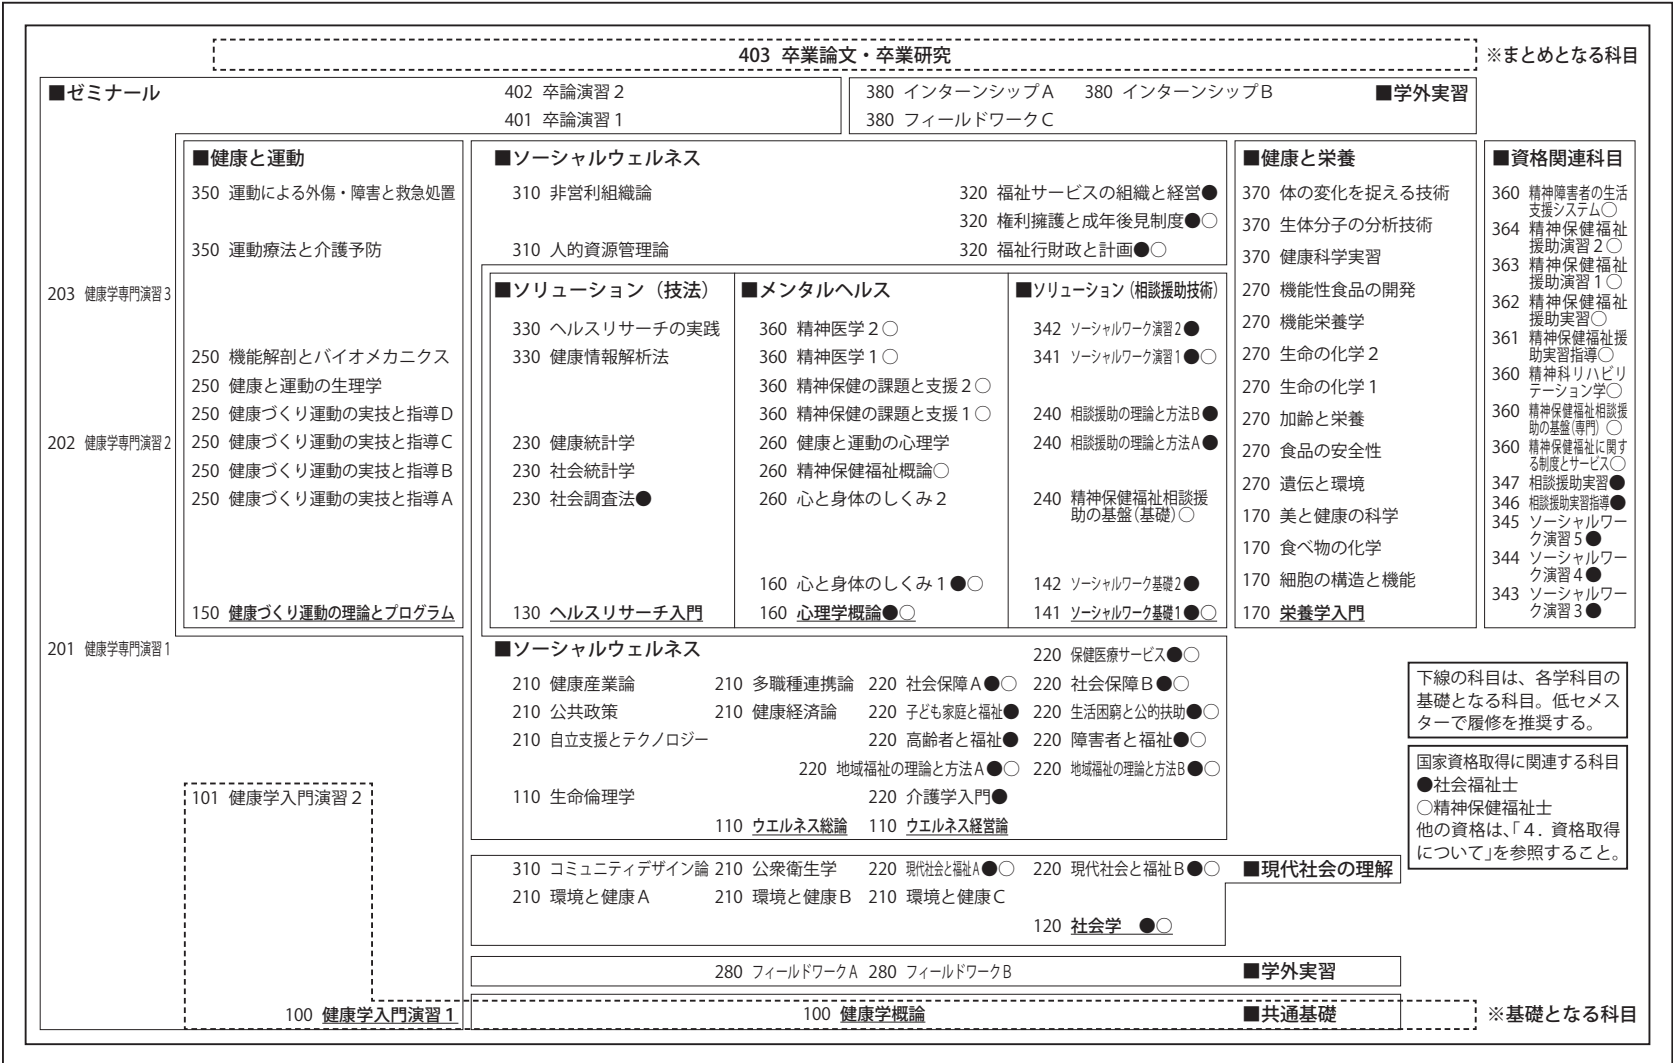 403 卒業論文・卒業研究
※まとめとなる科目
■ゼミナール
402 卒論演習2
401 卒論演習1
380 インターンシップA
380 インターンシップB
■学外実習
380 フィールドワークC
203 健康学専門演習3
202 健康学専門演習2
201 健康学専門演習1
■健康と運動
350 運動による外傷・障害と救急処置
350 運動療法と介護予防
250 機能解剖とバイオメカニクス
250 健康と運動の生理学
250 健康づくり運動の実技と指導D
250 健康づくり運動の実技と指導C
250 健康づくり運動の実技と指導B
250 健康づくり運動の実技と指導A
150 健康づくり運動の理論とプログラム
■ソーシャルウェルネス
310 非営利組織論
320 福祉サービスの組織と経営●
320 権利擁護と成年後見制度●○
310 人的資源管理論
320 福祉行財政と計画●○
■ソリューション（技法）
330 ヘルスリサーチの実践
330 健康情報解析法
230 健康統計学
230 社会統計学
230 社会調査法●
130 ヘルスリサーチ入門
■メンタルヘルス
360 精神医学2○
360 精神医学1○
360 精神保健の課題と支援2○
360 精神保健の課題と支援1○
260 健康と運動の心理学
260 精神保健福祉概論○
260 心と身体のしくみ2
160 心と身体のしくみ1●○
160 心理学概論●○
■ソリューション（相談援助技術）
342 ソーシャルワーク演習2●
341 ソーシャルワーク演習1●○
240 相談援助の理論と方法B●
240 相談援助の理論と方法A●
240 精神保健福祉相談援
助の基盤（基礎）○
142 ソーシャルワーク基礎2●
141 ソーシャルワーク基礎1●○
■健康と栄養
370 体の変化を捉える技術
370 生体分子の分析技術
370 健康科学実習
270 機能性食品の開発
270 機能栄養学
270 生命の化学2
270 生命の化学1
270 加齢と栄養
270 食品の安全性
270 遺伝と環境
170 美と健康の科学
170 食べ物の化学
170 細胞の構造と機能
170 栄養学入門
■資格関連科目
360 精神障害者の生活
支援システム○
364 精神保健福祉
援助演習2○
363 精神保健福祉
援助演習1○
362 精神保健福祉
援助実習○
361 精神保健福祉援
助実習指導○
360 精神科リハビリ
テーション学○
360 精神保健福祉相談援
助の基盤（専門）○
360 精神保健福祉に関す
る制度とサービス○
347 相談援助実習●
346 相談援助実習指導●
345 ソーシャルワー
ク演習5●
344 ソーシャルワー
ク演習4●
343 ソーシャルワー
ク演習3●
■ソーシャルウェルネス
220 保健医療サービス●○
210 健康産業論
210 多職種連携論
220 社会保障A●○
220 社会保障B●○
210 公共政策
210 健康経済論
220 子ども家庭と福祉●
220 生活困窮と公的扶助●○
210 自立支援とテクノロジー
220 高齢者と福祉●
220 障害者と福祉●○
220 地域福祉の理論と方法A●○
220 地域福祉の理論と方法B●○
110 生命倫理学
220 介護学入門●
110 ウエルネス総論
110 ウエルネス経営論
下線の科目は、各学科目の
基礎となる科目。低セメス
ターで履修を推奨する。
国家資格取得に関連する科目
●社会福祉士
○精神保健福祉士
他の資格は、「4．資格取得
について」を参照すること。
101 健康学入門演習2
310 コミュニティデザイン論
210 公衆衛生学
220 現代社会と福祉A●○
220 現代社会と福祉B●○
■現代社会の理解
210 環境と健康A
210 環境と健康B
210 環境と健康C
120 社会学 ●○
280 フィールドワークA
280 フィールドワークB
■学外実習
100 健康学入門演習1
100 健康学概論
■共通基礎
※基礎となる科目